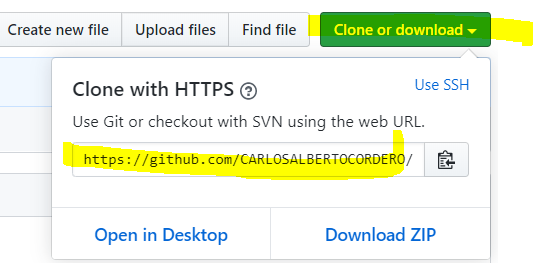 Create new file Upload files Find file Clone or download
Clone with HTTPS Use SSH
Use Git or checkout with SVN using the web URL.
https://github.com/CARLOSALBERTOCORDERO/
Open in Desktop Download ZIP